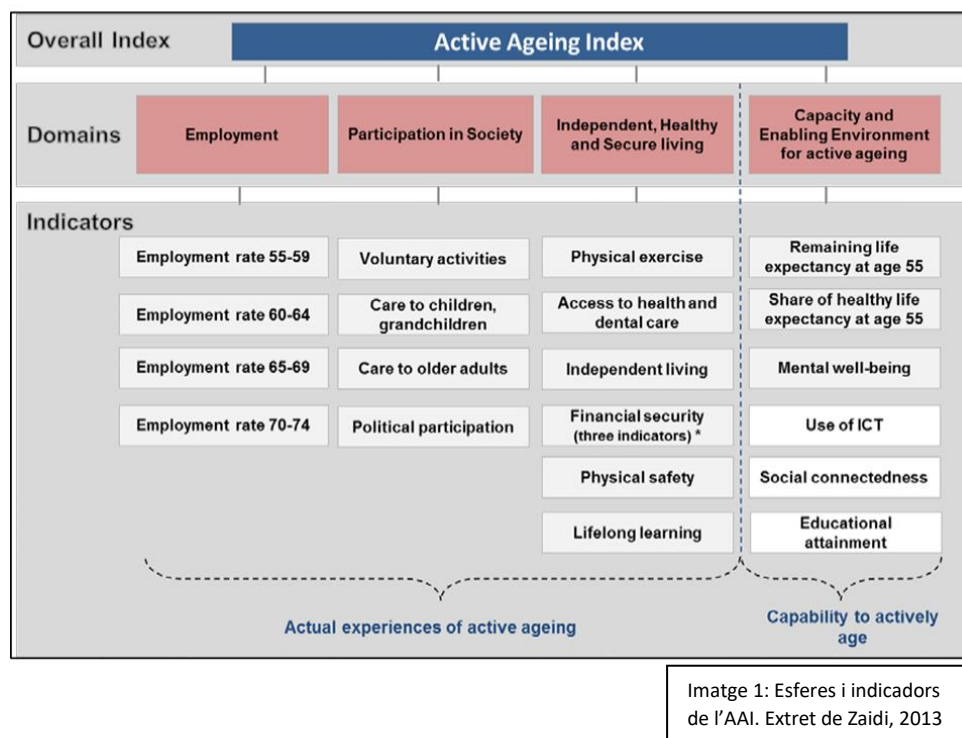 Overall Index
Active Ageing Index
Domains
Employment
Participation in Society
Independent, Healthy
and Secure living
Capacity and
Enabling Environment
for active ageing
Indicators
Employment rate 55-59
Employment rate 60-64
Employment rate 65-69
Employment rate 70-74
Voluntary activities
Care to children,
grandchildren
Care to older adults
Political participation
Physical exercise
Access to health and
dental care
Independent living
Financial security
(three indicators) *
Physical safety
Lifelong learning
Remaining life
expectancy at age 55
Share of healthy life
expectancy at age 55
Mental well-being
Use of ICT
Social connectedness
Educational
attainment
Actual experiences of active ageing
Capability to actively
age
Imatge 1: Esferes i indicadors
de l’AAI. Extret de Zaidi, 2013